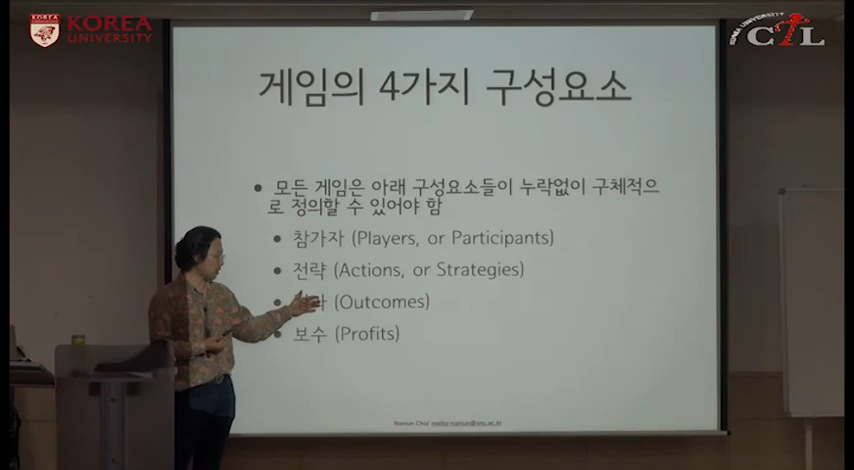 KOREA
UNIVERSITY
KOREA UNIVERSITY
CTL
게임의 4가지 구성요소
• 모든 게임은 아래 구성요소들이 누락없이 구체적으
로 정의할 수 있어야 함
• 참가자 (Players, or Participants)
• 전략 (Actions, or Strategies)
• (Outcomes)
• 보수 (Profits)